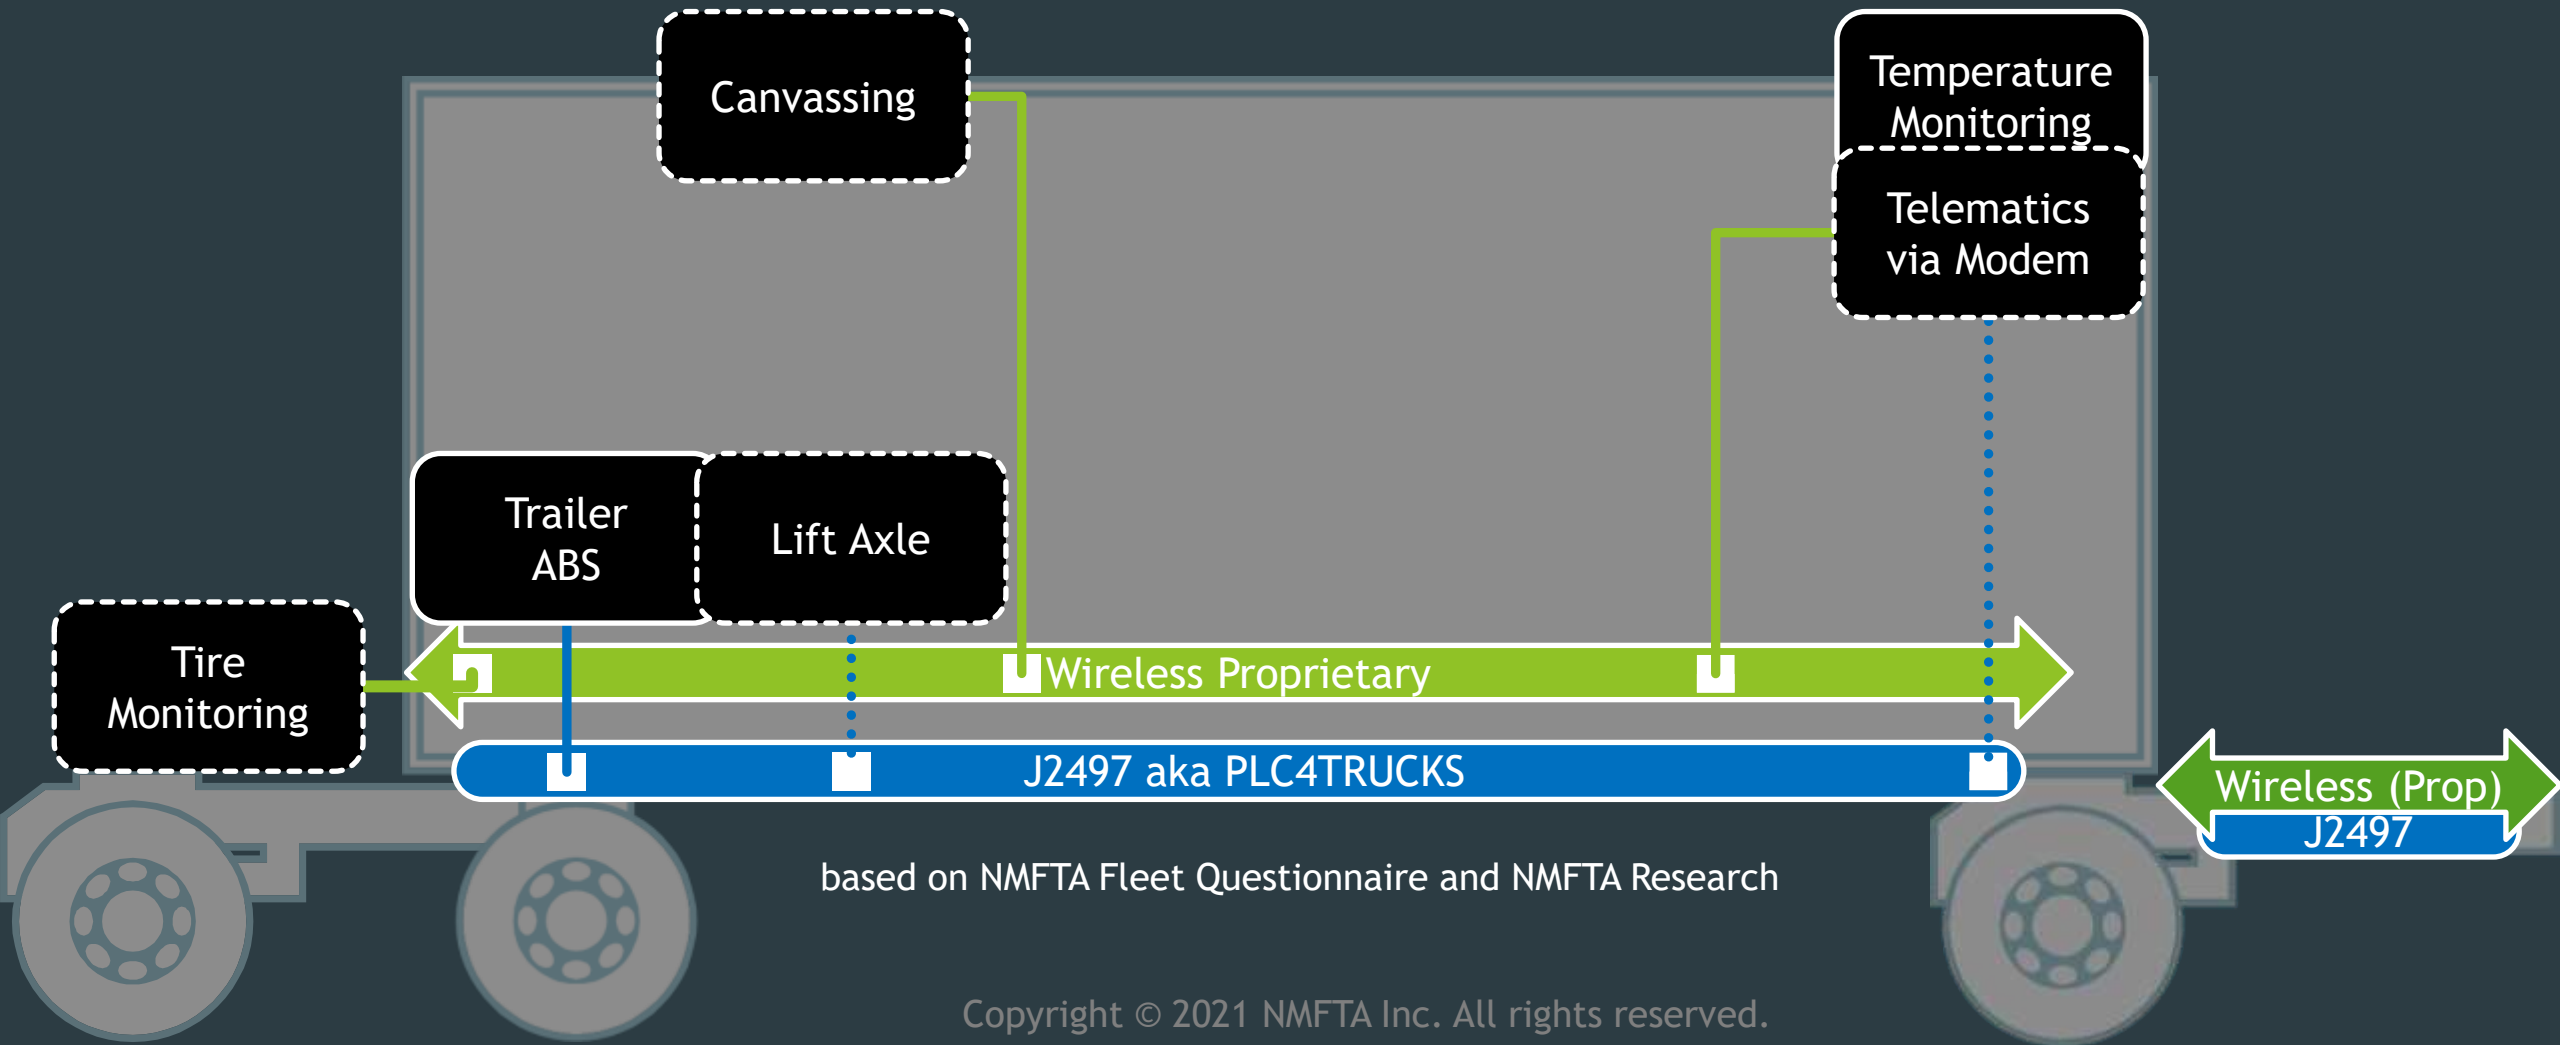 Canvassing
Temperature
Monitoring
Telematics
via Modem
Trailer
ABS
Lift Axle
Tire
Monitoring
Wireless Proprietary
J2497 aka PLC4TRUCKS
Wireless (Prop)
J2497
based on NMFTA Fleet Questionnaire and NMFTA Research
Copyright © 2021 NMFTA Inc. All rights reserved.